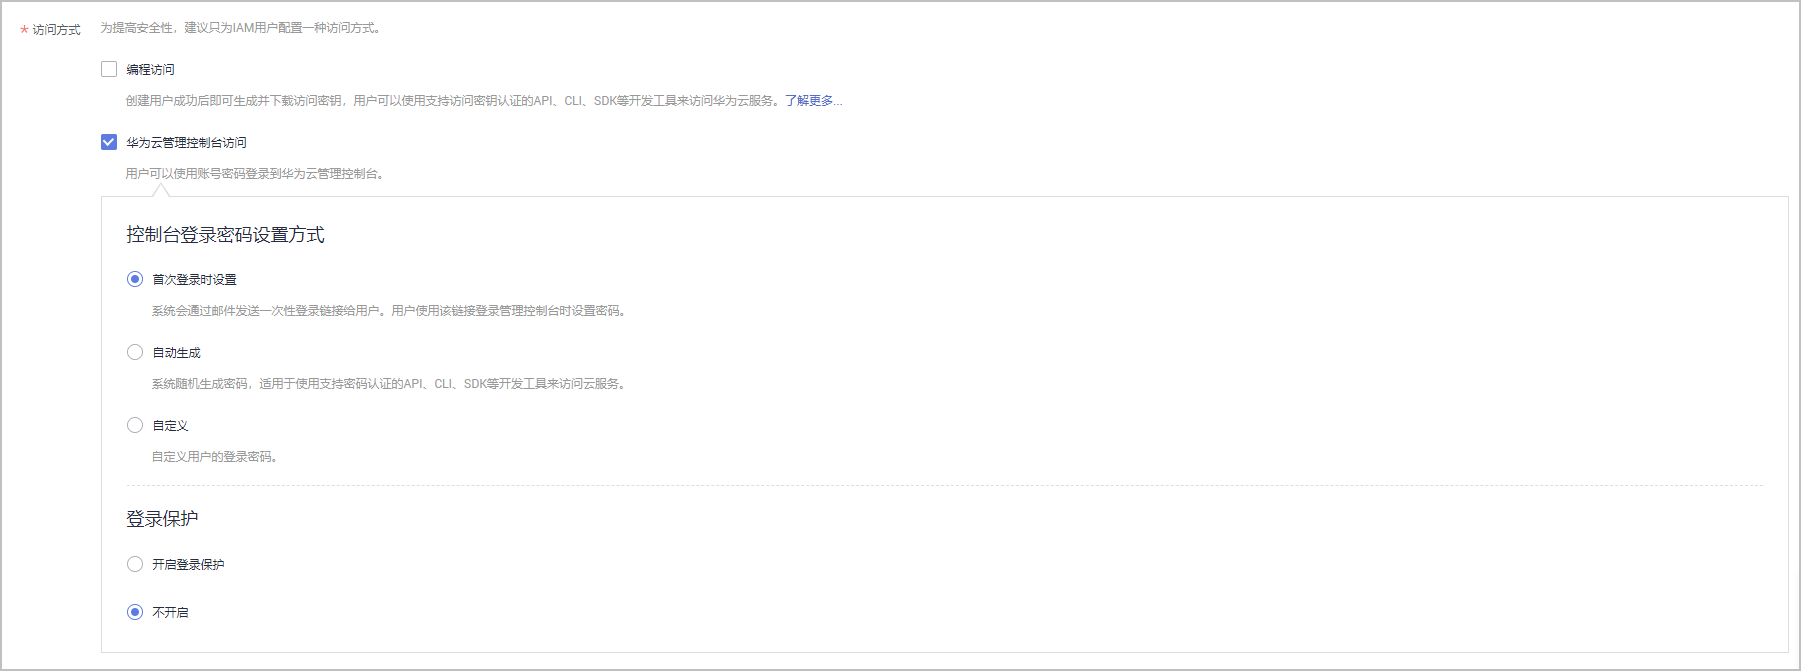 * 访问方式 为提高安全性，建议只为IAM用户配置一种访问方式。
编程访问
创建用户成功后即可生成并下载访问密钥，用户可以使用支持访问密钥认证的API、CLI、SDK等开发工具来访问华为云服务。了解更多...
华为云管理控制台访问
用户可以使用账号密码登录到华为云管理控制台。
控制台登录密码设置方式
首次登录时设置
系统会通过邮件发送一次性登录链接给用户。用户使用该链接登录管理控制台时设置密码。
自动生成
系统随机生成密码，适用于使用支持密码认证的API、CLI、SDK等开发工具来访问云服务。
自定义
自定义用户的登录密码。
登录保护
开启登录保护
不开启